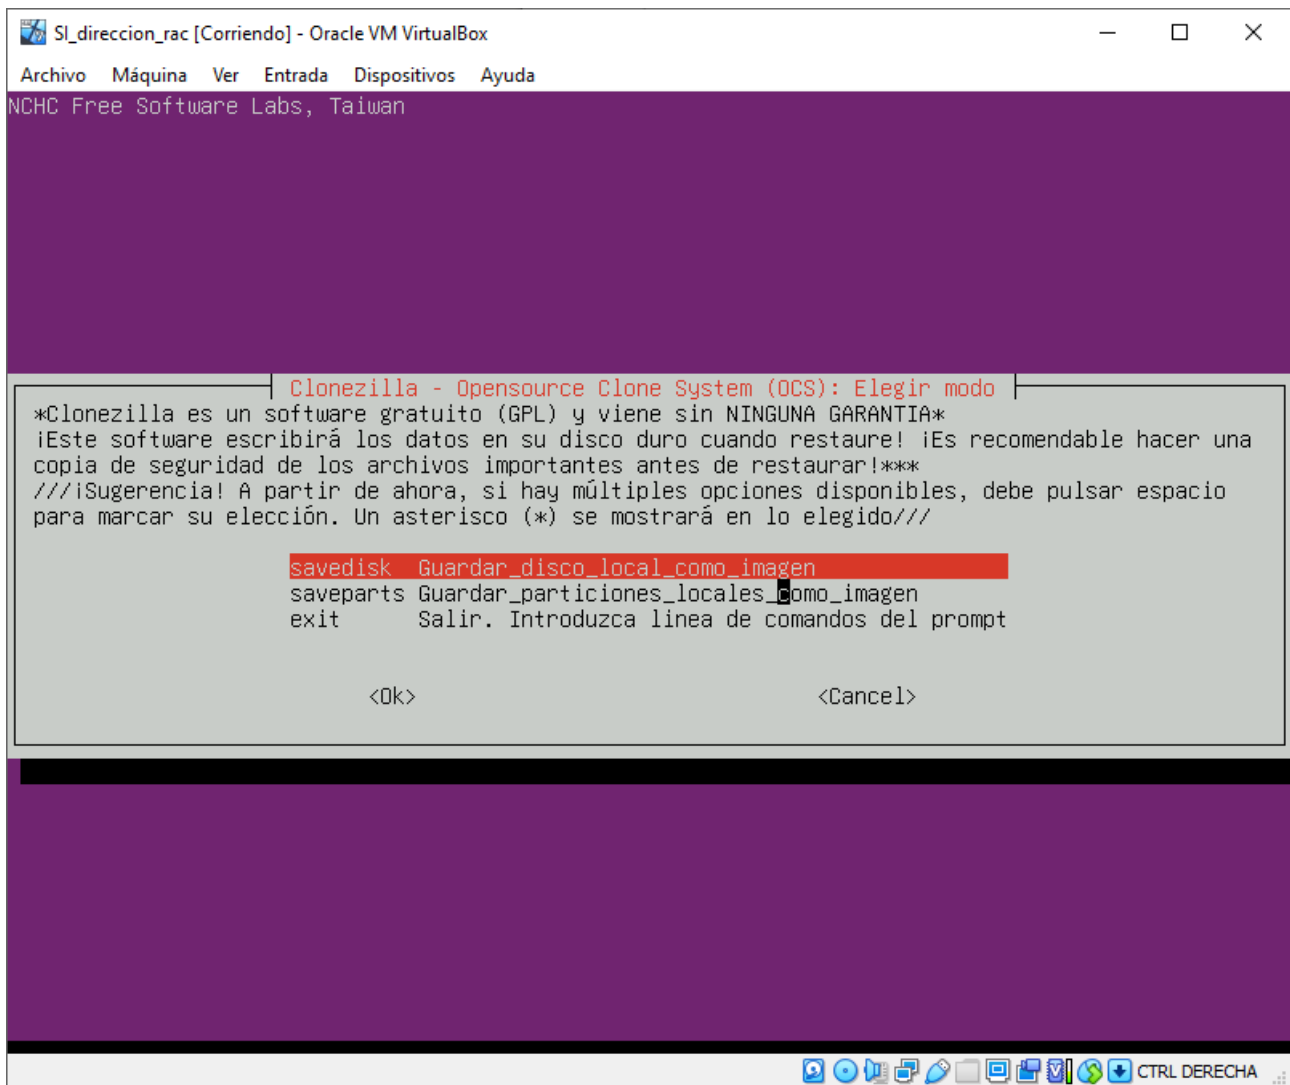 SI_direccion_rac [Corriendo] - Oracle VM VirtualBox
Archivo Máquina Ver Entrada Dispositivos Ayuda
NCHC Free Software Labs, Taiwan
Clonezilla - Opensource Clone System (OCS): Elegir modo
*Clonezilla es un software gratuito (GPL) y viene sin NINGUNA GARANTIA*
¡Este software escribirá los datos en su disco duro cuando restaure! ¡Es recomendable hacer una
copia de seguridad de los archivos importantes antes de restaurar!***
///¡Sugerencia! A partir de ahora, si hay múltiples opciones disponibles, debe pulsar espacio
para marcar su elección. Un asterisco (*) se mostrará en lo elegido///
savedisk Guardar_disco_local_como_imagen
saveparts Guardar_particiones_locales_como_imagen
exit Salir. Introduzca linea de comandos del prompt
<Ok> <Cancel>
CTRL DERECHA